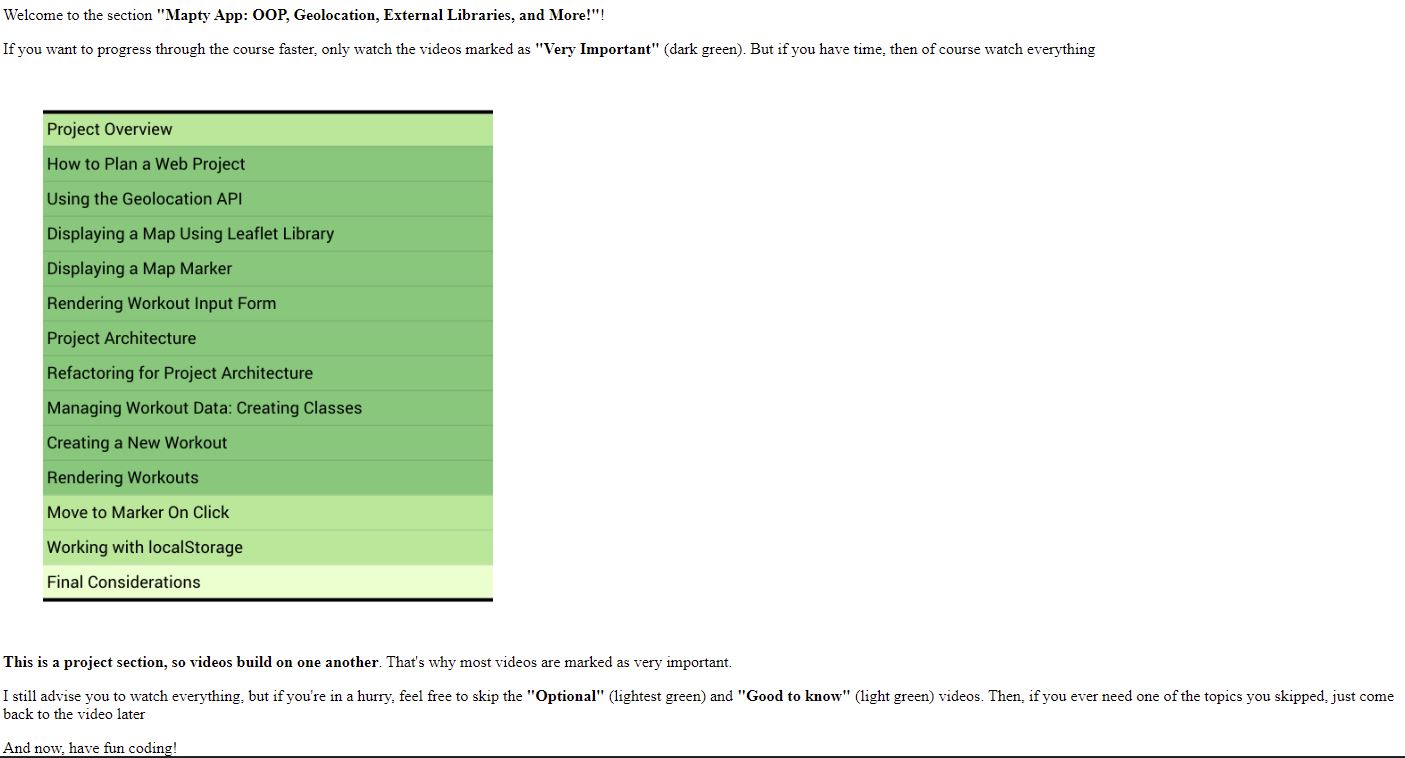 Welcome to the section "Mapty App: OOP, Geolocation, External Libraries, and More!"!
If you want to progress through the course faster, only watch the videos marked as "Very Important" (dark green). But if you have time, then of course watch everything
Project Overview
How to Plan a Web Project
Using the Geolocation API
Displaying a Map Using Leaflet Library
Displaying a Map Marker
Rendering Workout Input Form
Project Architecture
Refactoring for Project Architecture
Managing Workout Data: Creating Classes
Creating a New Workout
Rendering Workouts
Move to Marker On Click
Working with localStorage
Final Considerations
This is a project section, so videos build on one another. That's why most videos are marked as very important.
I still advise you to watch everything, but if you're in a hurry, feel free to skip the "Optional" (lightest green) and "Good to know" (light green) videos. Then, if you ever need one of the topics you skipped, just come
back to the video later
And now, have fun coding!